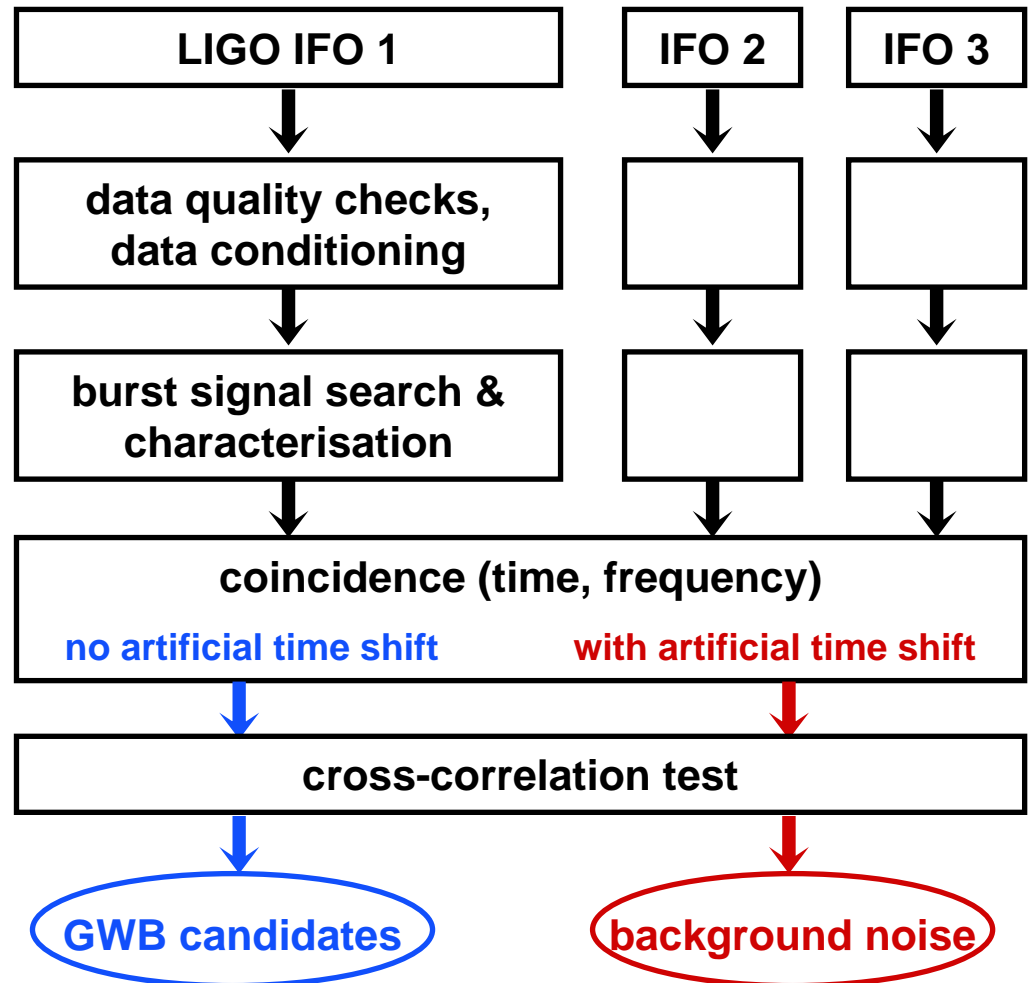 LIGO IFO 1
IFO 2
IFO 3
data quality checks,
data conditioning
burst signal search &
characterisation
coincidence (time, frequency)
no artificial time shift
with artificial time shift
cross-correlation test
GWB candidates
background noise